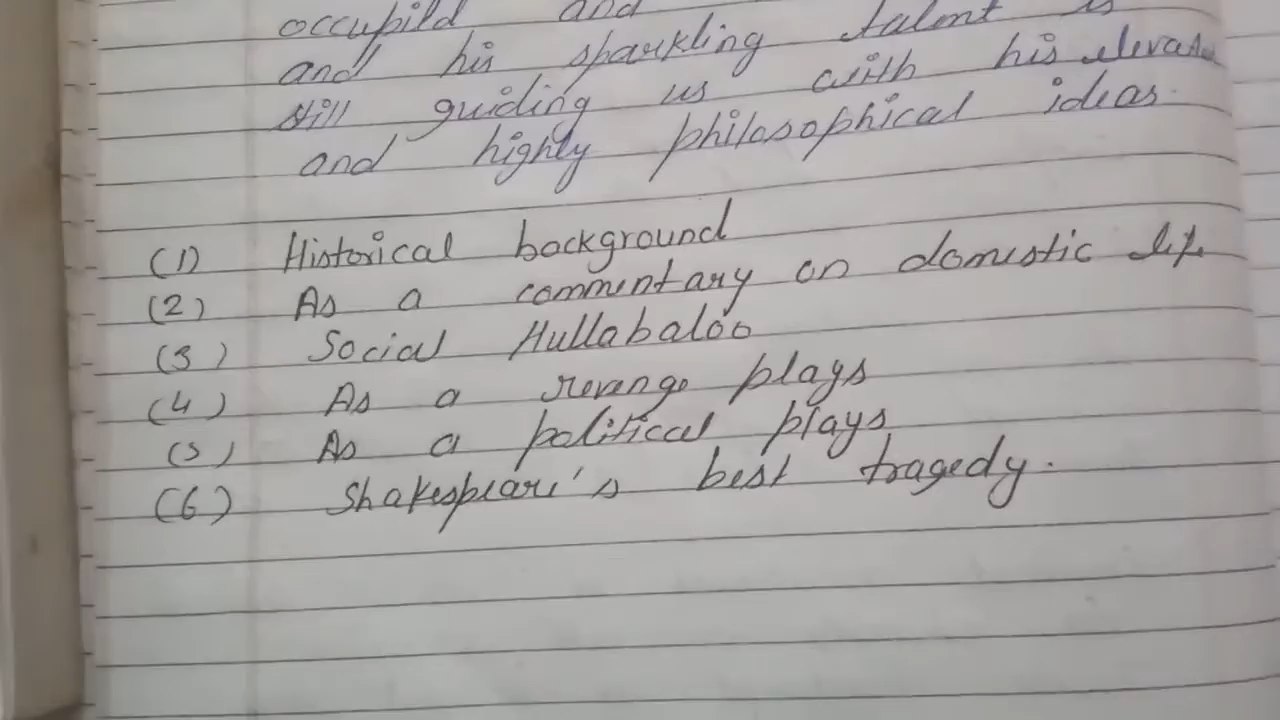 occupild and
and his sparkling talent is
still guiding us with his elevated
and highly philosophical ideas.
(1) Historical background
(2) As a commentary on domestic life
(3) Social Hullabaloo
(4) As a revenge plays
(5) As a political plays
(6) Shakespeare's best tragedy.